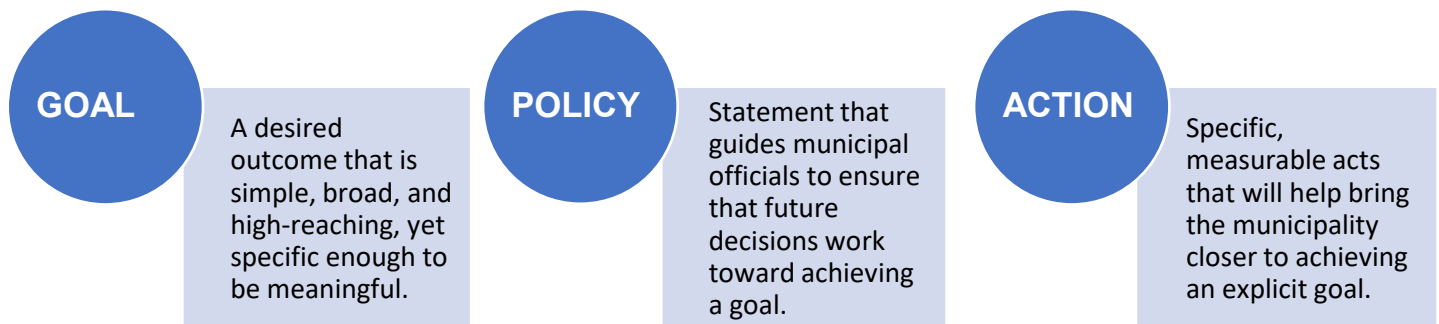 GOAL
A desired
outcome that is
simple, broad, and
high-reaching, yet
specific enough to
be meaningful.
POLICY
Statement that
guides municipal
officials to ensure
that future
decisions work
toward achieving
a goal.
ACTION
Specific,
measurable acts
that will help bring
the municipality
closer to achieving
an explicit goal.